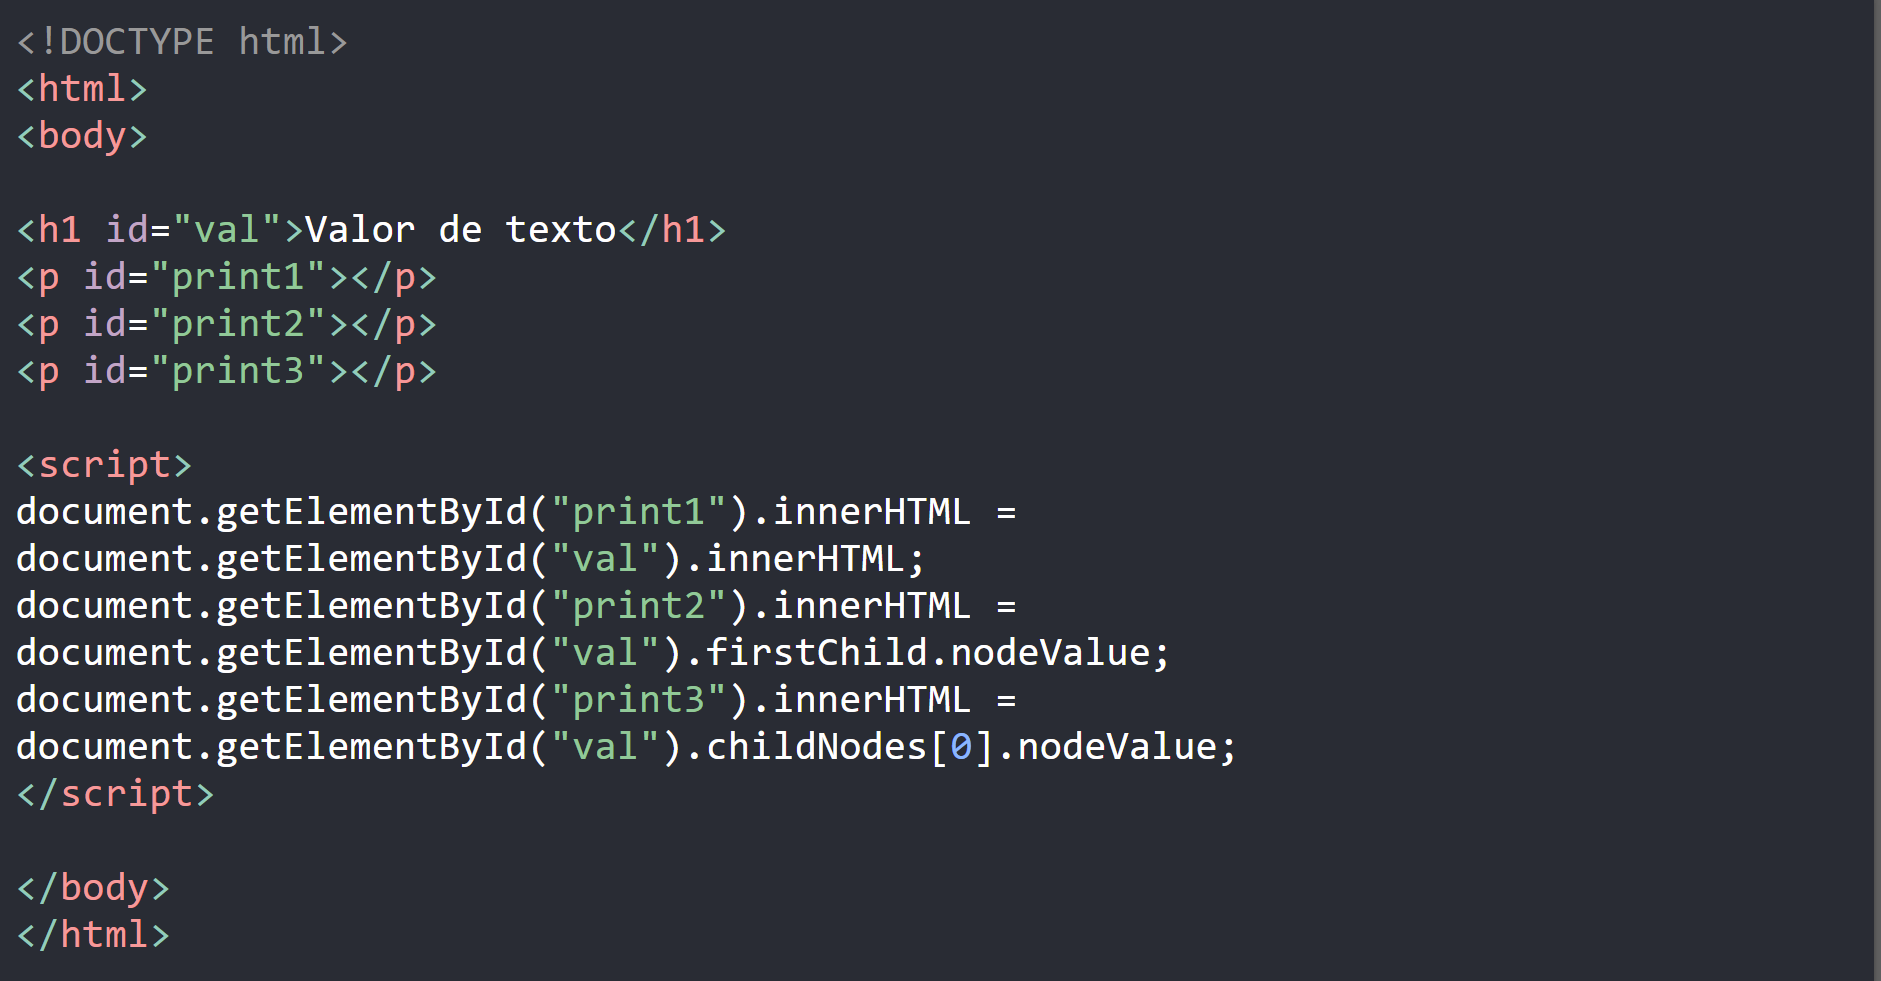 <!DOCTYPE html>
<html>
<body>
<h1 id="val">Valor de texto</h1>
<p id="print1"></p>
<p id="print2"></p>
<p id="print3"></p>
<script>
document.getElementById("print1").innerHTML =
document.getElementById("val").innerHTML;
document.getElementById("print2").innerHTML =
document.getElementById("val").firstChild.nodeValue;
document.getElementById("print3").innerHTML =
document.getElementById("val").childNodes[0].nodeValue;
</script>
</body>
</html>